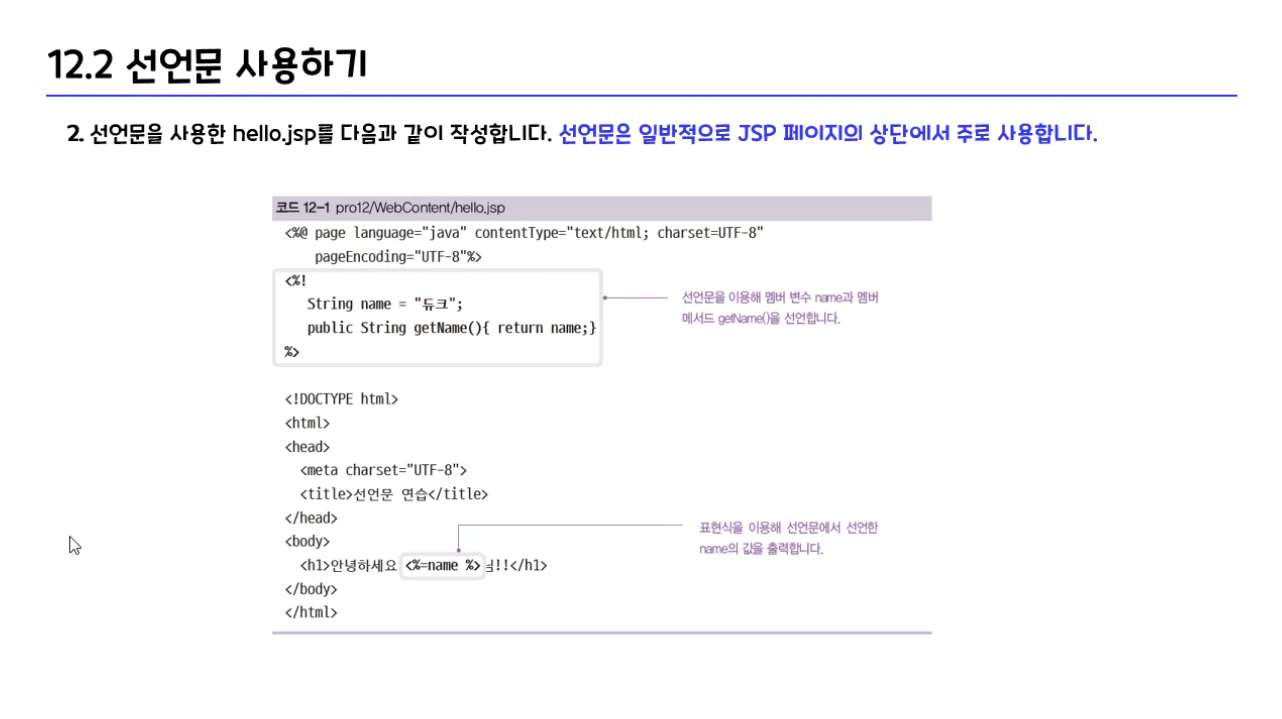 12.2 선언문 사용하기
2. 선언문을 사용한 hello.jsp를 다음과 같이 작성합니다. 선언문은 일반적으로 JSP 페이지의 상단에서 주로 사용합니다.
코드 12-1 pro12/WebContent/hello.jsp
<%@ page language="java" contentType="text/html; charset=UTF-8"
    pageEncoding="UTF-8"%>
<%!
   String name = "듀크";
   public String getName(){ return name;}
%>
선언문을 이용해 멤버 변수 name과 멤버
메서드 getName()을 선언합니다.
<!DOCTYPE html>
<html>
<head>
  <meta charset="UTF-8">
  <title>선언문 연습</title>
</head>
<body>
  <h1>안녕하세요 <%=name %>님!!</h1>
</body>
</html>
표현식을 이용해 선언문에서 선언한
name의 값을 출력합니다.